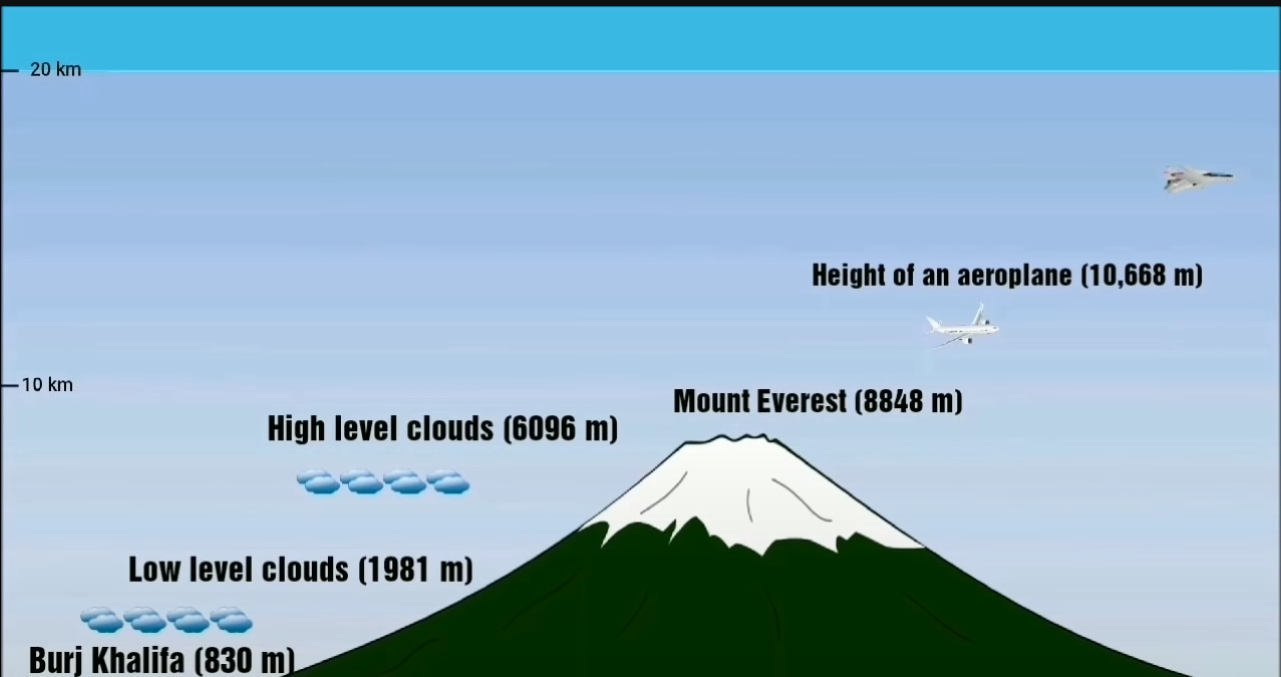 20 km
Height of an aeroplane (10,668 m)
10 km
Mount Everest (8848 m)
High level clouds (6096 m)
Low level clouds (1981 m)
Burj Khalifa (830 m)